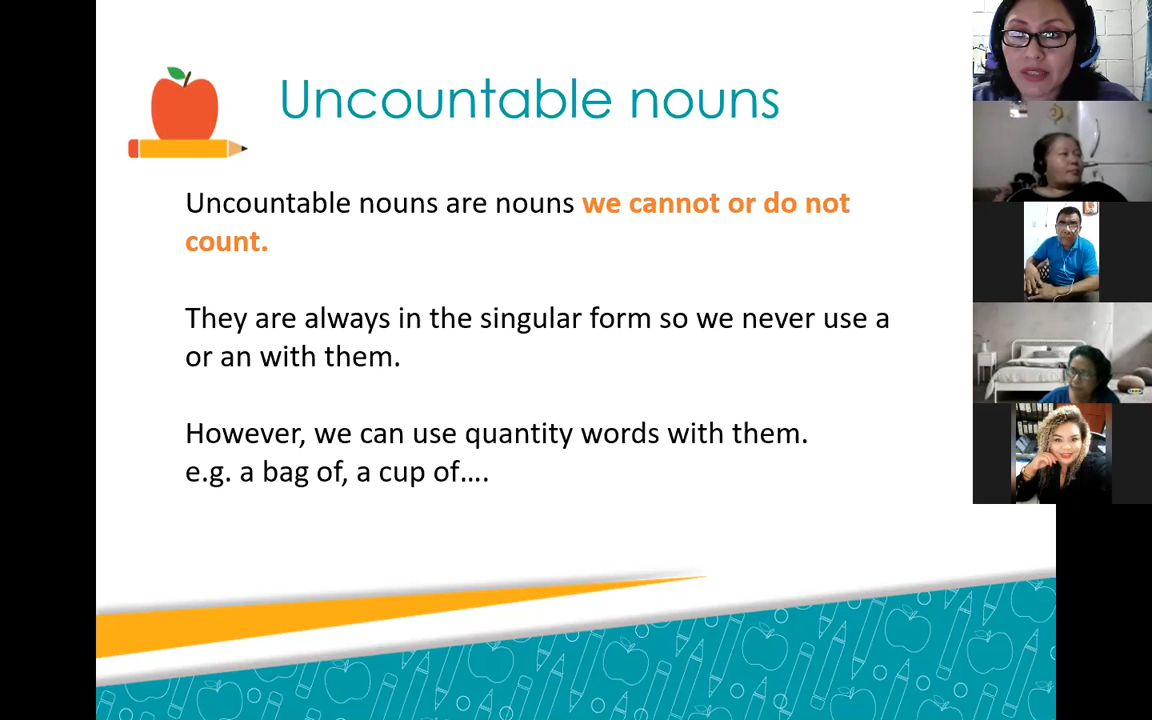 Uncountable nouns
Uncountable nouns are nouns we cannot or do not
count.
They are always in the singular form so we never use a
or an with them.
However, we can use quantity words with them.
e.g. a bag of, a cup of....